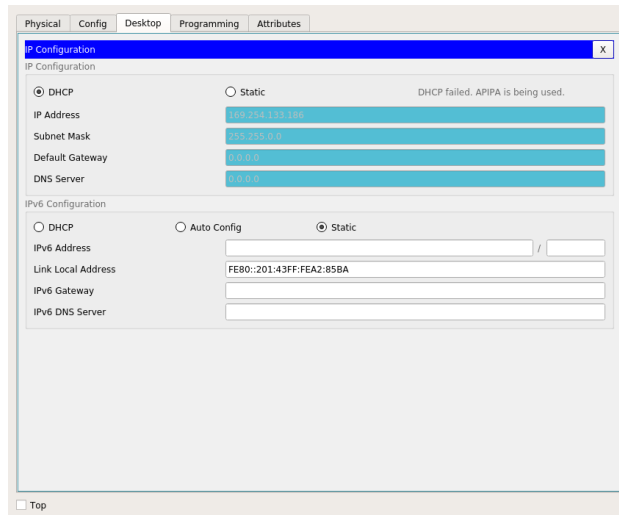 Physical Config Desktop Programming Attributes
IP Configuration X
IP Configuration
DHCP Static DHCP failed. APIPA is being used.
IP Address 169.254.133.186
Subnet Mask 255.255.0.0
Default Gateway 0.0.0.0
DNS Server 0.0.0.0
IPv6 Configuration
DHCP Auto Config Static
IPv6 Address /
Link Local Address FE80::201:43FF:FEA2:85BA
IPv6 Gateway
IPv6 DNS Server
Top